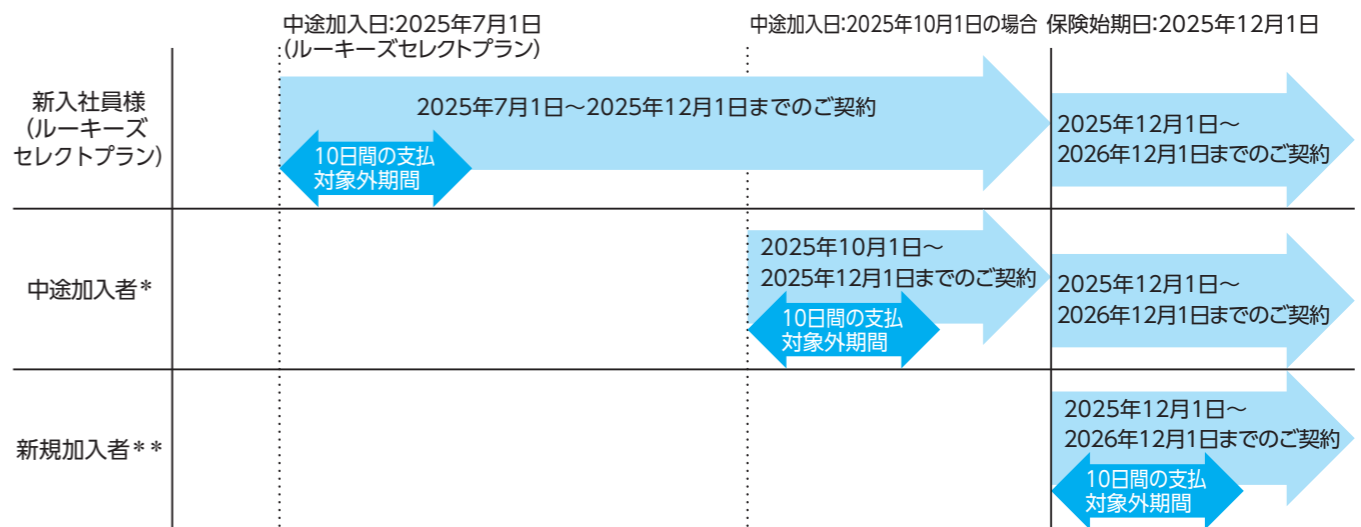 中途加入日:2025年7月1日
(ルーキーズセレクトプラン)
中途加入日:2025年10月1日の場合
保険始期日:2025年12月1日
新入社員様
(ルーキーズ
セレクトプラン)
2025年7月1日～2025年12月1日までのご契約
10日間の支払
対象外期間
2025年12月1日～
2026年12月1日までのご契約
中途加入者*
2025年10月1日～
2025年12月1日までのご契約
10日間の支払
対象外期間
2025年12月1日～
2026年12月1日までのご契約
新規加入者**
2025年12月1日～
2026年12月1日までのご契約
10日間の支払
対象外期間